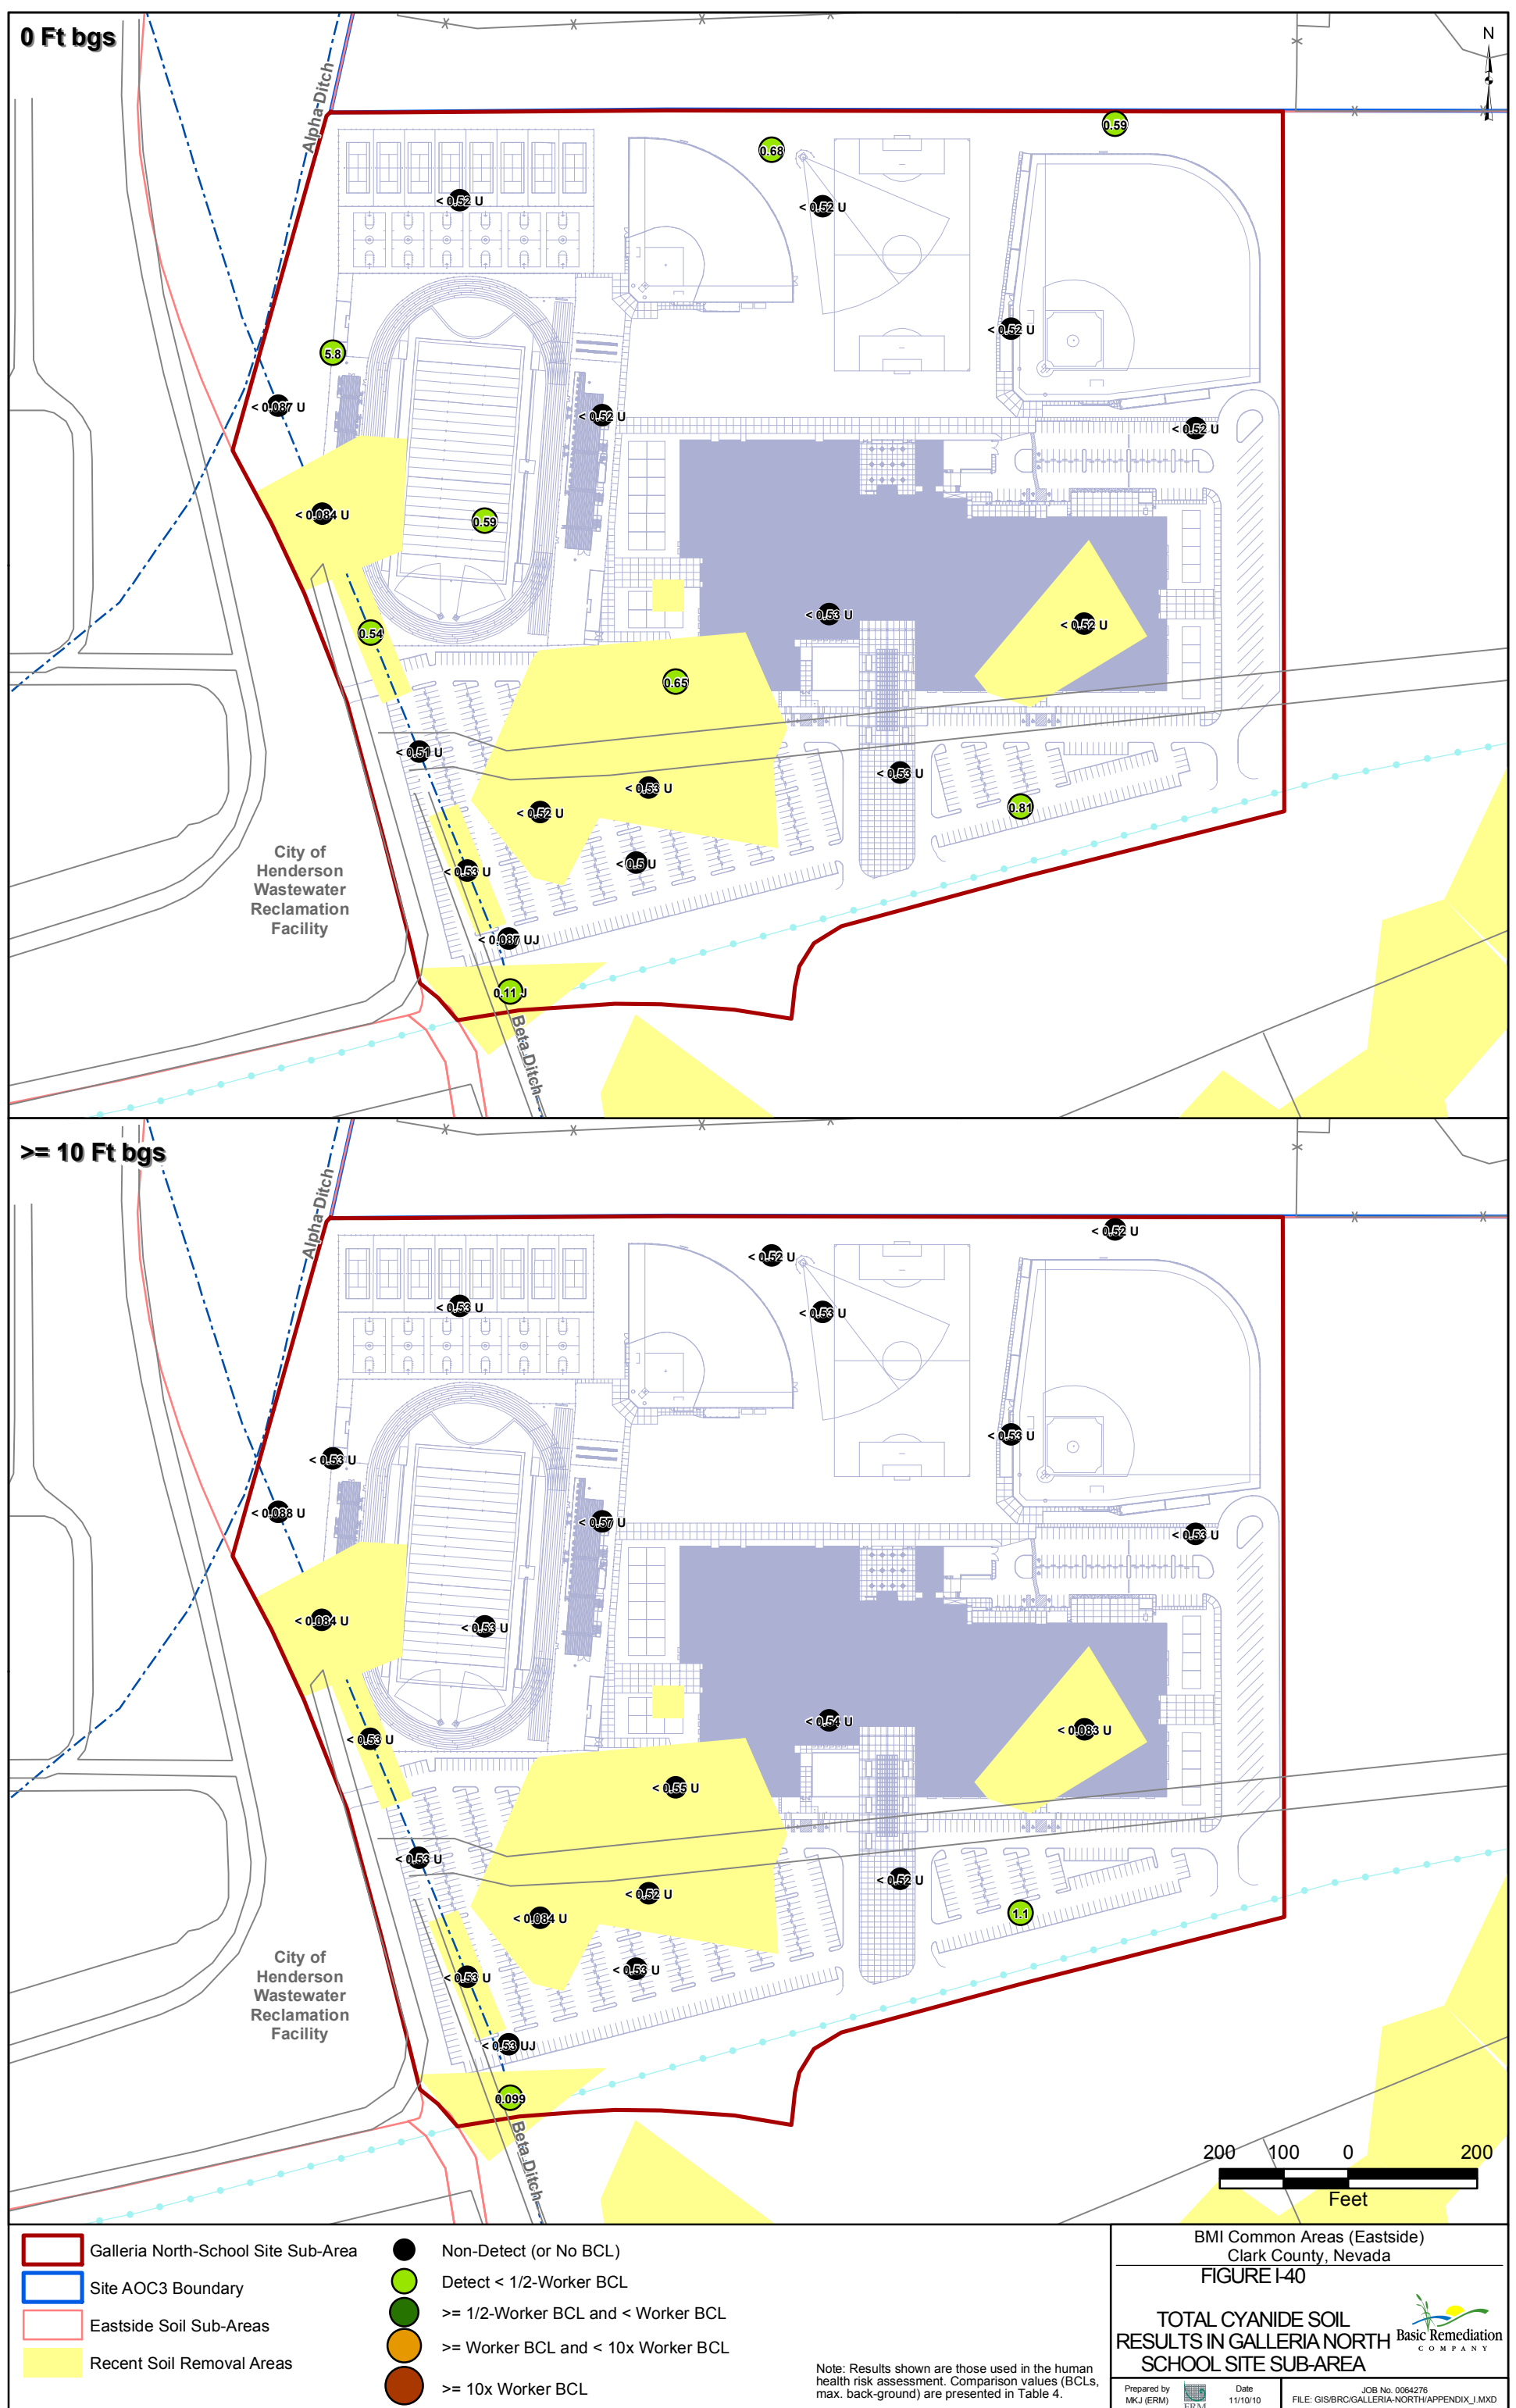 0 Ft bgs
N
Alpha Ditch
0.59
0.68
< 0.52 U
< 0.52 U
< 0.52 U
5.8
< 0.087 U
< 0.52 U
< 0.52 U
< 0.084 U
0.59
< 0.53 U
< 0.52 U
0.54
0.65
< 0.51 U
< 0.53 U
< 0.53 U
< 0.52 U
0.81
< 0.5 U
< 0.53 U
City of
Henderson
Wastewater
Reclamation
Facility
< 0.087 UJ
0.11 J
Beta Ditch
>= 10 Ft bgs
Alpha Ditch
< 0.52 U
< 0.52 U
< 0.53 U
< 0.53 U
< 0.53 U
< 0.53 U
< 0.088 U
< 0.57 U
< 0.53 U
< 0.084 U
< 0.53 U
< 0.54 U
< 0.083 U
< 0.53 U
< 0.55 U
< 0.53 U
< 0.52 U
< 0.52 U
< 0.084 U
1.1
< 0.53 U
< 0.53 U
City of
Henderson
Wastewater
Reclamation
Facility
< 0.53 UJ
0.099
Beta Ditch
200 100 0 200
Feet
Galleria North-School Site Sub-Area
Site AOC3 Boundary
Eastside Soil Sub-Areas
Recent Soil Removal Areas
Non-Detect (or No BCL)
Detect < 1/2-Worker BCL
>= 1/2-Worker BCL and < Worker BCL
>= Worker BCL and < 10x Worker BCL
>= 10x Worker BCL
Note: Results shown are those used in the human
health risk assessment. Comparison values (BCLs,
max. back-ground) are presented in Table 4.
BMI Common Areas (Eastside)
Clark County, Nevada
FIGURE I-40
TOTAL CYANIDE SOIL
RESULTS IN GALLERIA NORTH
SCHOOL SITE SUB-AREA
Basic Remediation
COMPANY
Prepared by
MKJ (ERM)
ERM
Date
11/10/10
JOB No. 0064276
FILE: GIS/BRC/GALLERIA-NORTH/APPENDIX_I.MXD